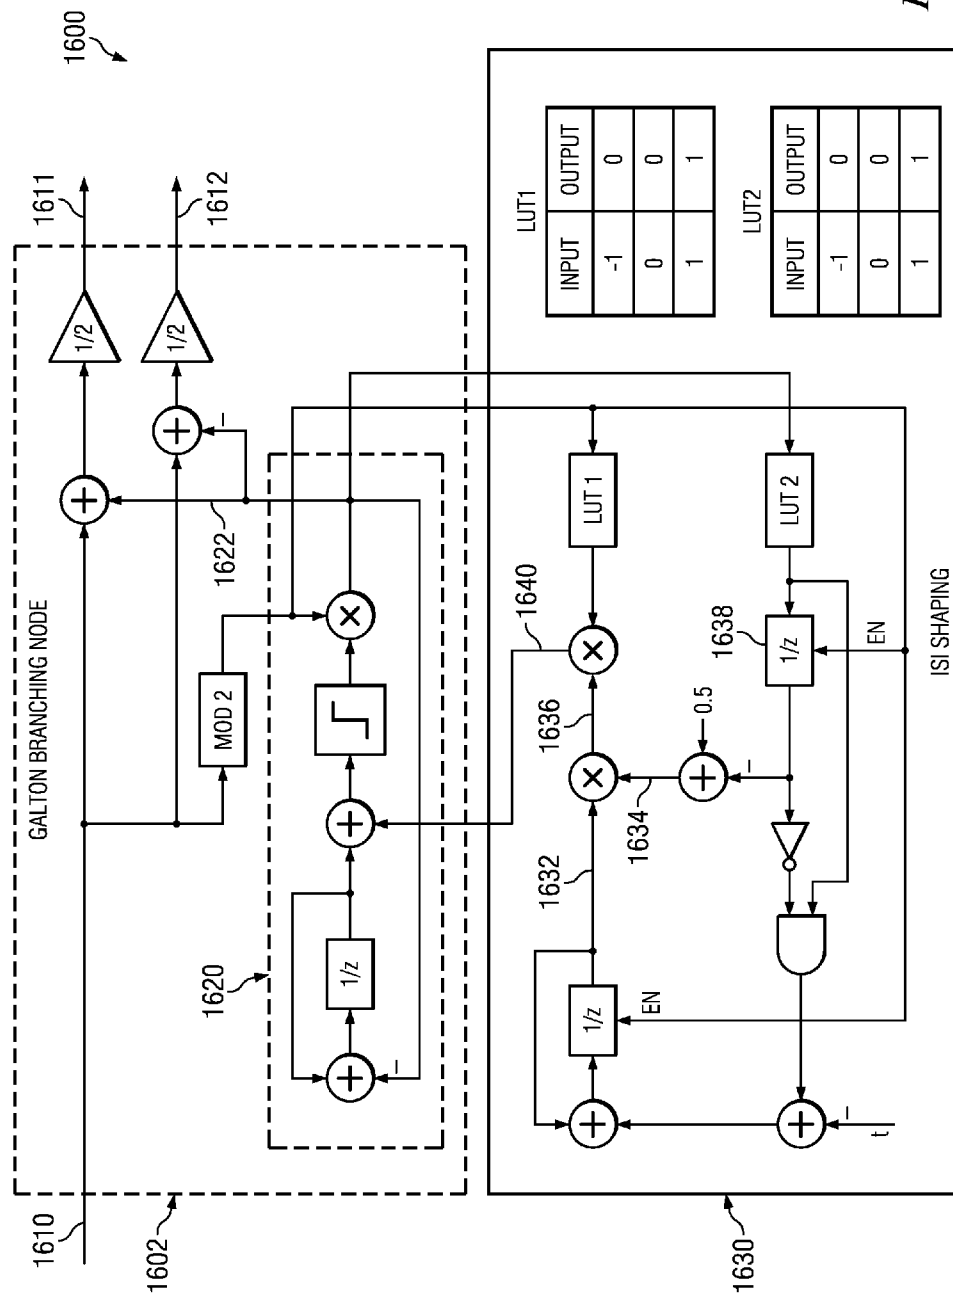 1600
1610
1602
GALTON BRANCHING NODE
1/2
1611
+
1/2
1612
+
−
MOD 2
1622
1620
+
−
1/z
+
×
1630
ISI SHAPING
1640
+
1/z
EN
1632
×
1636
×
LUT 1
1634
+
0.5
−
1638
1/z
EN
LUT 2
+
−
t
LUT1
INPUT OUTPUT
-1 0
0 0
1 1
LUT2
INPUT OUTPUT
-1 0
0 0
1 1